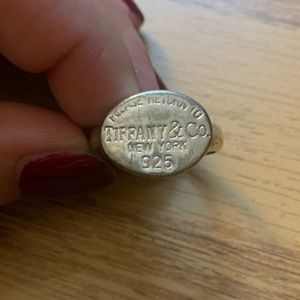 PLEASE RETURN TO
TIFFANY & CO.
NEW YORK
925